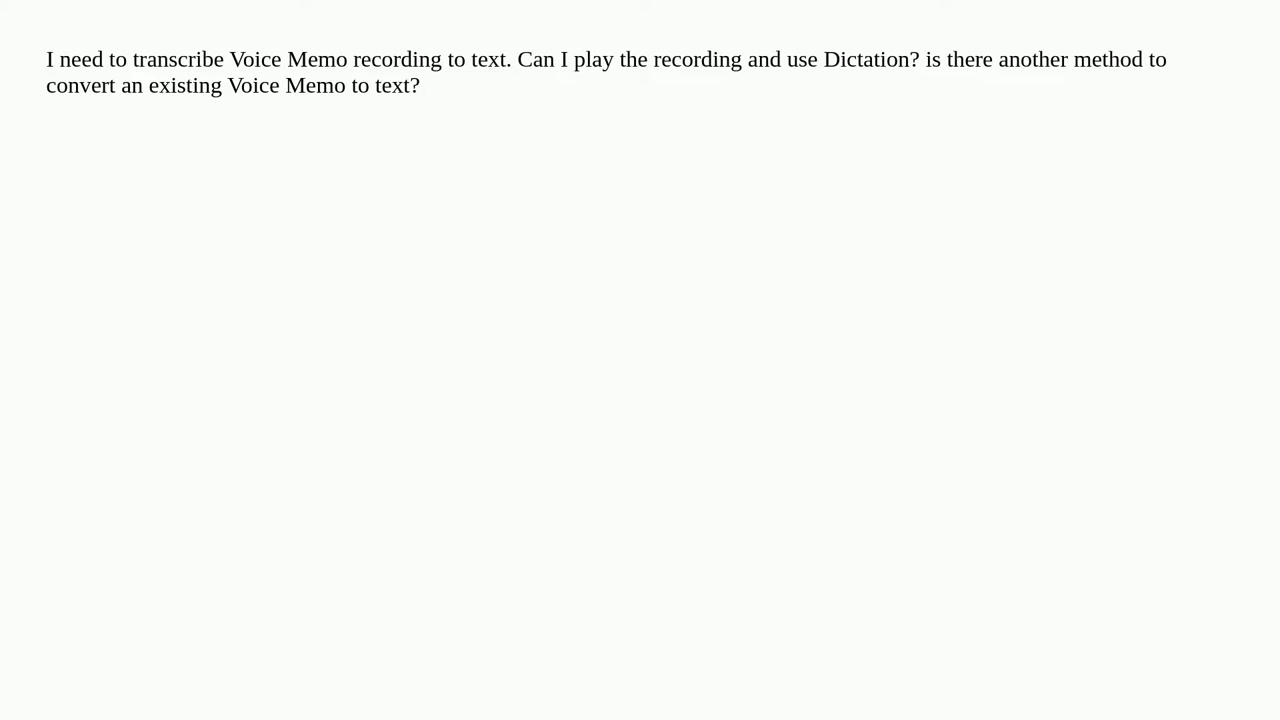 I need to transcribe Voice Memo recording to text. Can I play the recording and use Dictation? is there another method to
convert an existing Voice Memo to text?